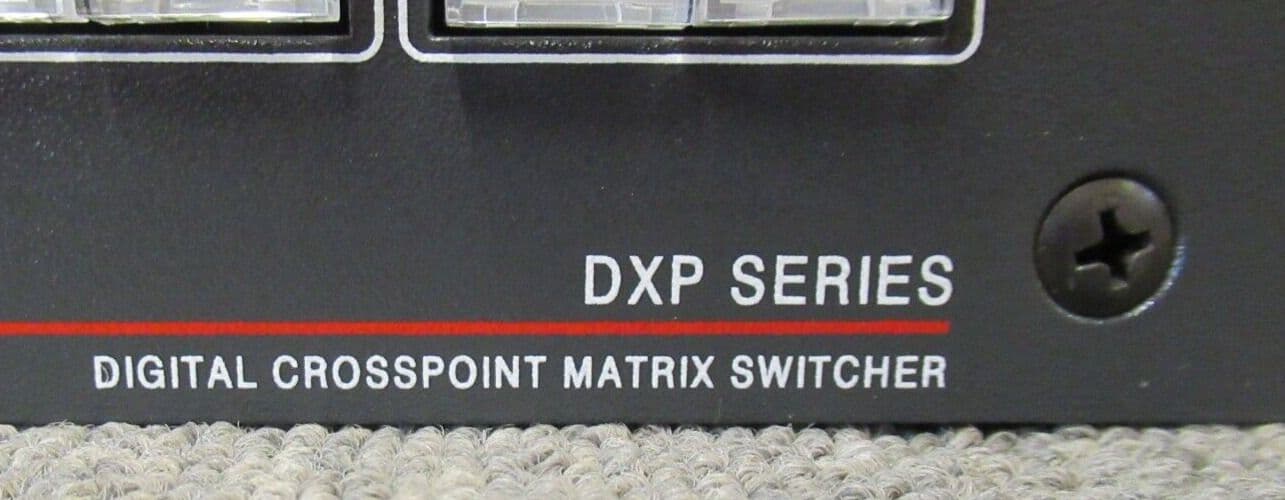 DXP SERIES
DIGITAL CROSSPOINT MATRIX SWITCHER